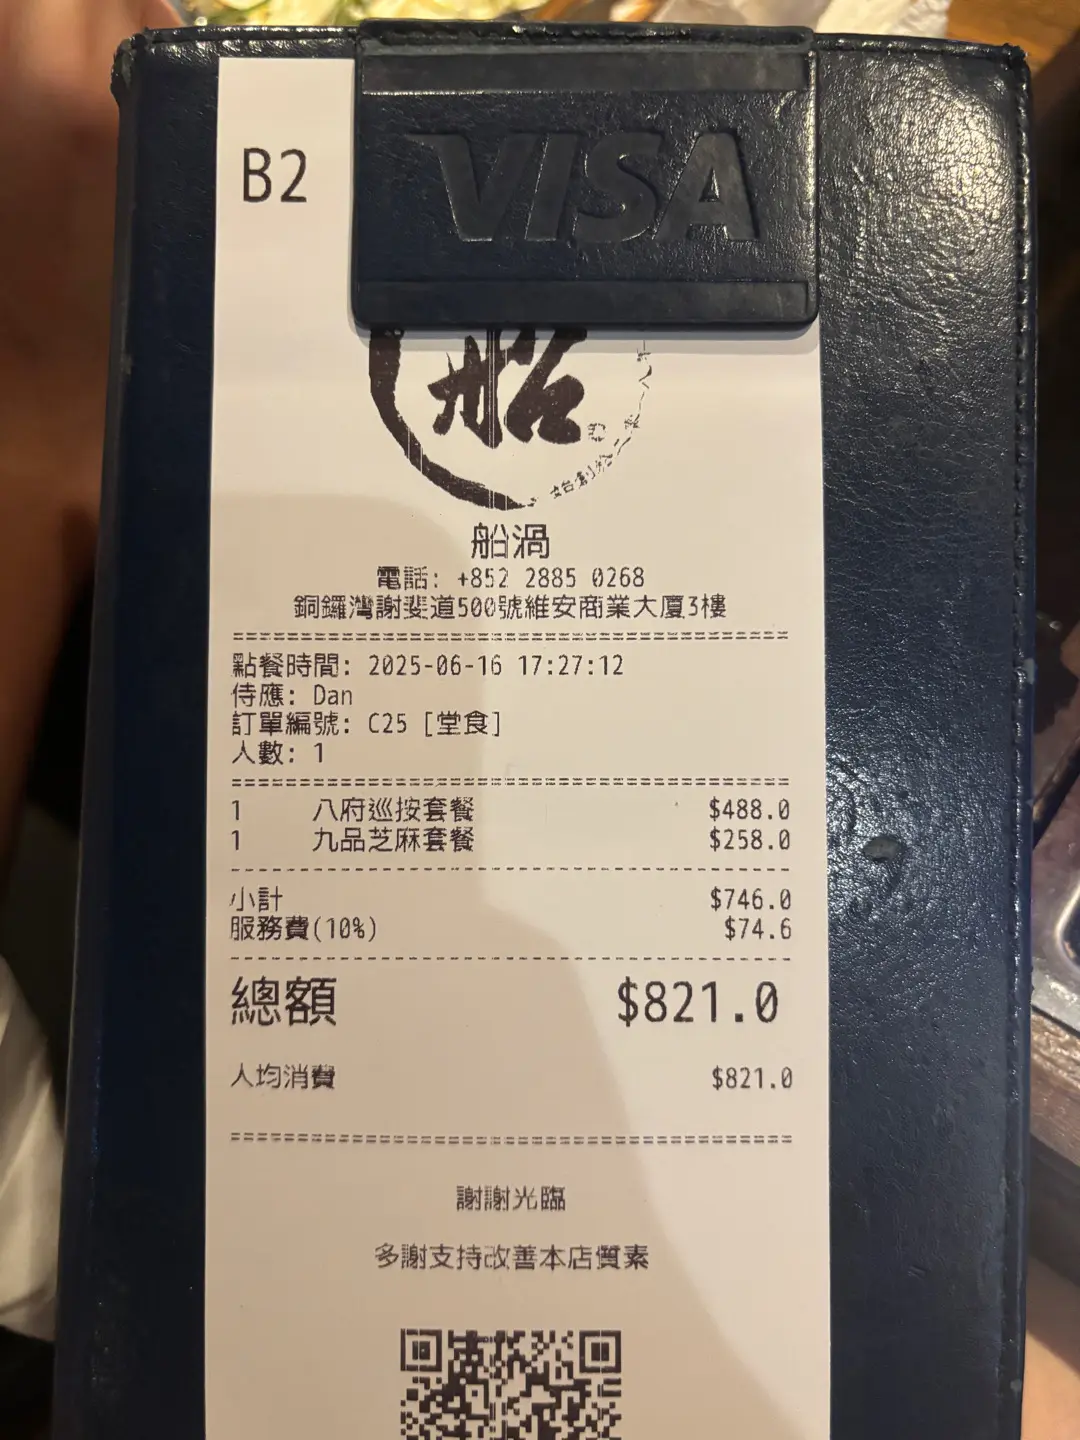 B2
VISA
船
船渦
電話: +852 2885 0268
銅鑼灣謝斐道500號維安商業大廈3樓
點餐時間: 2025-06-16 17:27:12
侍應: Dan
訂單編號: C25 [堂食]
人數: 1
1 八府巡按套餐 $488.0
1 九品芝麻套餐 $258.0
小計 $746.0
服務費(10%) $74.6
總額 $821.0
人均消費 $821.0
謝謝光臨
多謝支持改善本店質素